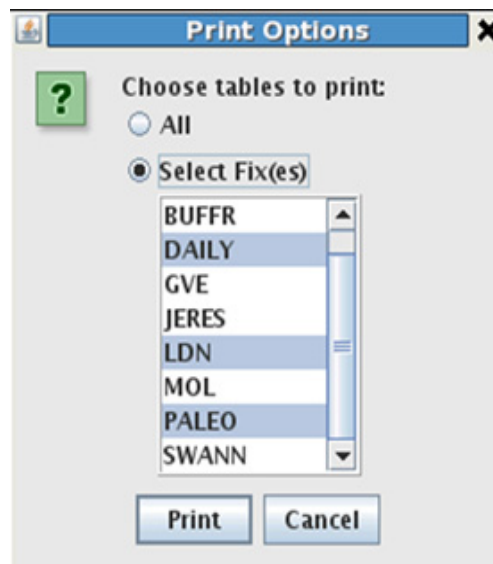 Print Options
?
Choose tables to print:
All
Select Fix(es)
BUFFR
DAILY
GVE
JERES
LDN
MOL
PALEO
SWANN
Print Cancel